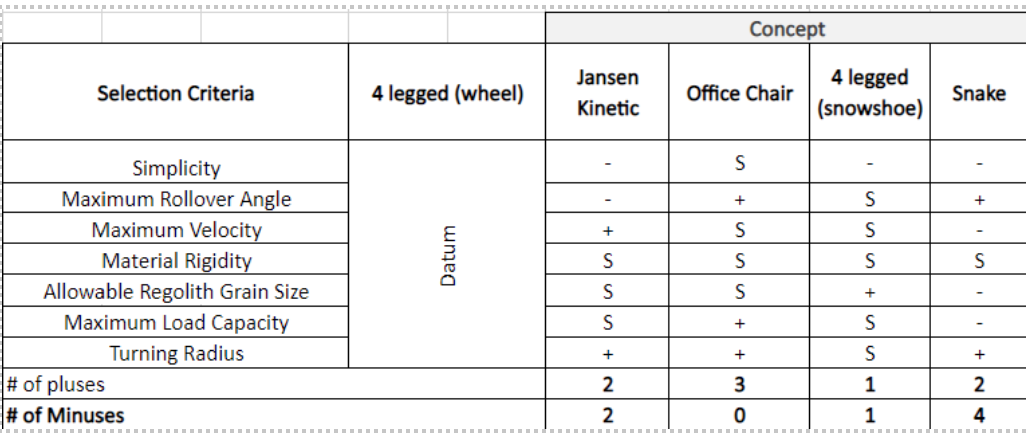 Concept
Selection Criteria 4 legged (wheel) Jansen Kinetic Office Chair 4 legged (snowshoe) Snake
Simplicity - S - -
Maximum Rollover Angle - + S +
Maximum Velocity + S S -
Material Rigidity S S S S
Allowable Regolith Grain Size S S + -
Maximum Load Capacity S + S -
Turning Radius + + S +
Datum
# of pluses 2 3 1 2
# of Minuses 2 0 1 4